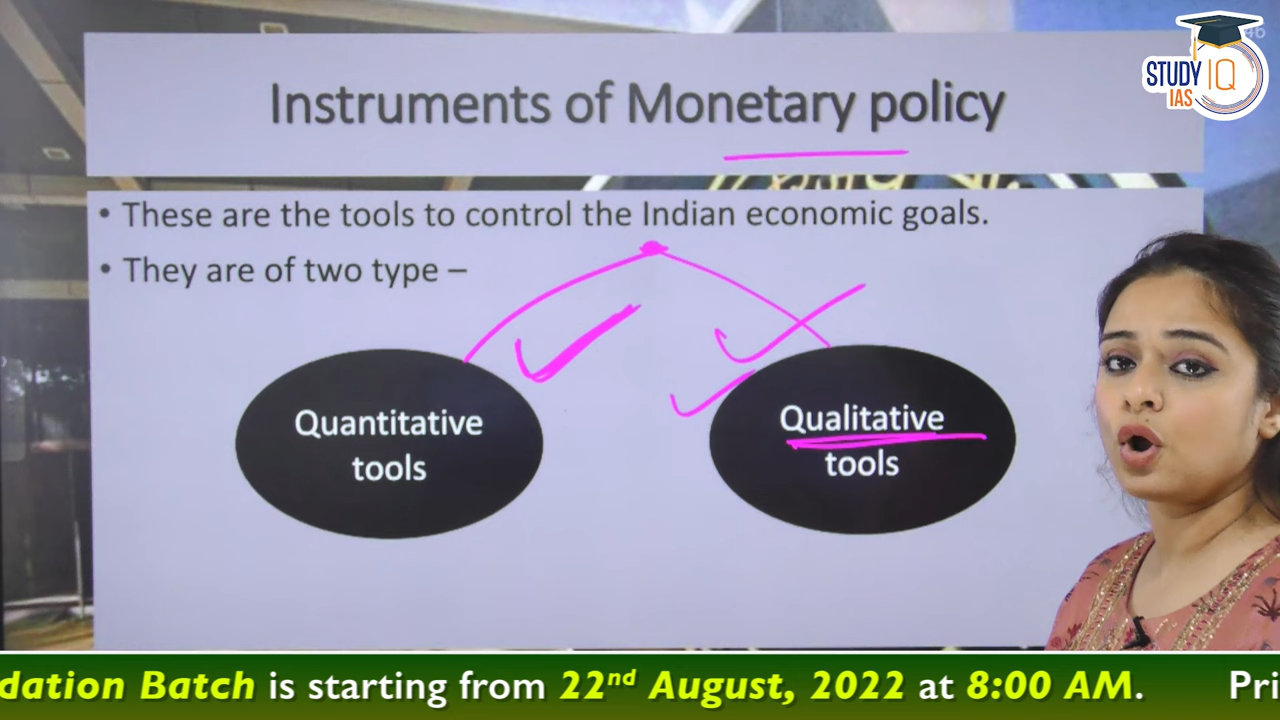 STUDY IQ
IAS
Instruments of Monetary policy
• These are the tools to control the Indian economic goals.
• They are of two type –
Quantitative
tools
Qualitative
tools
dation Batch is starting from 22nd August, 2022 at 8:00 AM. Pri